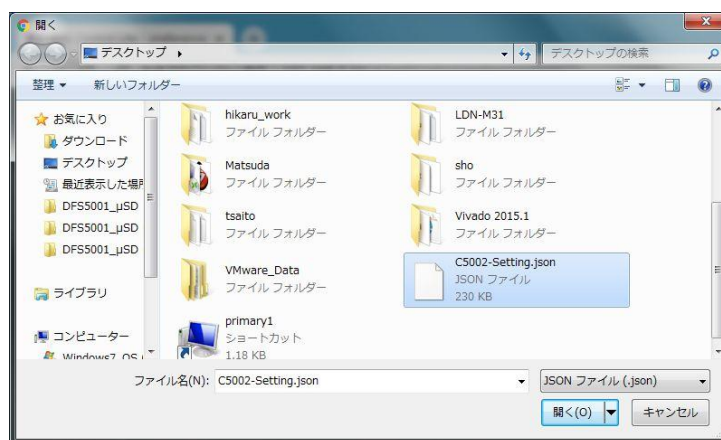 開く
デスクトップ
デスクトップの検索
整理
新しいフォルダー
お気に入り
ダウンロード
デスクトップ
最近表示した場所
DFS5001_μSD
DFS5001_μSD
DFS5001_μSD
ライブラリ
コンピューター
Windows7_OS
hikaru_work
ファイル フォルダー
LDN-M31
ファイル フォルダー
Matsuda
ファイル フォルダー
sho
ファイル フォルダー
tsaito
ファイル フォルダー
Vivado 2015.1
ファイル フォルダー
VMware_Data
ファイル フォルダー
C5002-Setting.json
JSON ファイル
230 KB
primary1
ショートカット
1.18 KB
ファイル名(N): C5002-Setting.json
JSON ファイル (.json)
開く(O)
キャンセル